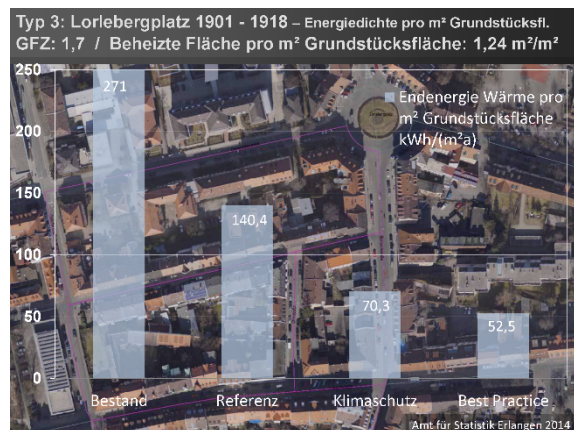 Typ 3: Lorlebergplatz 1901 - 1918 – Energiedichte pro m² Grundstücksfl.
GFZ: 1,7 / Beheizte Fläche pro m² Grundstücksfläche: 1,24 m²/m²
250
200
150
100
50
0
271
140,4
70,3
52,5
Endenergie Wärme pro
m² Grundstücksfläche
kWh/(m²a)
Bestand
Referenz
Klimaschutz
Best Practice
Amt für Statistik Erlangen 2014